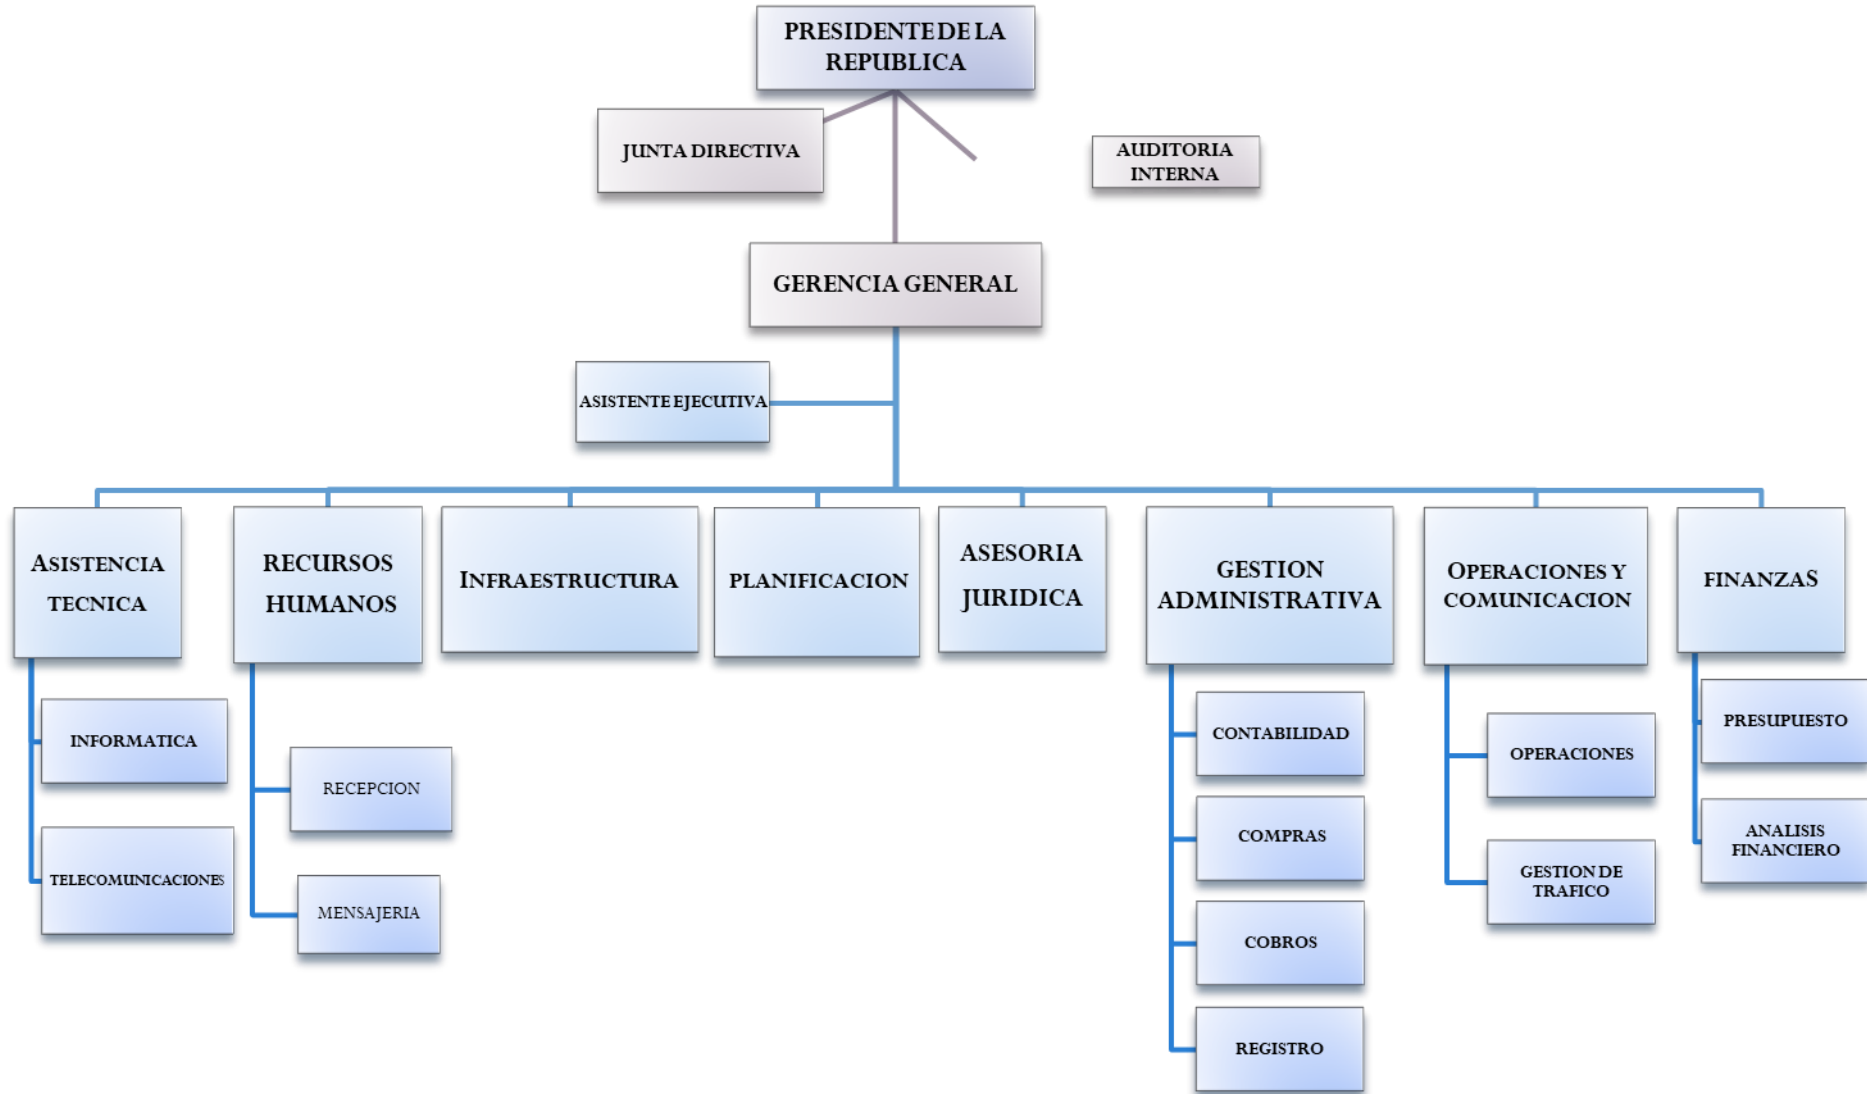 PRESIDENTE DE LA
REPUBLICA
JUNTA DIRECTIVA
AUDITORIA
INTERNA
GERENCIA GENERAL
ASISTENTE EJECUTIVA
ASISTENCIA
TECNICA
RECURSOS
HUMANOS
INFRAESTRUCTURA
PLANIFICACION
ASESORIA
JURIDICA
GESTION
ADMINISTRATIVA
OPERACIONES Y
COMUNICACION
FINANZAS
INFORMATICA
TELECOMUNICACIONES
RECEPCION
MENSAJERIA
CONTABILIDAD
COMPRAS
COBROS
REGISTRO
OPERACIONES
GESTION DE
TRAFICO
PRESUPUESTO
ANALISIS
FINANCIERO